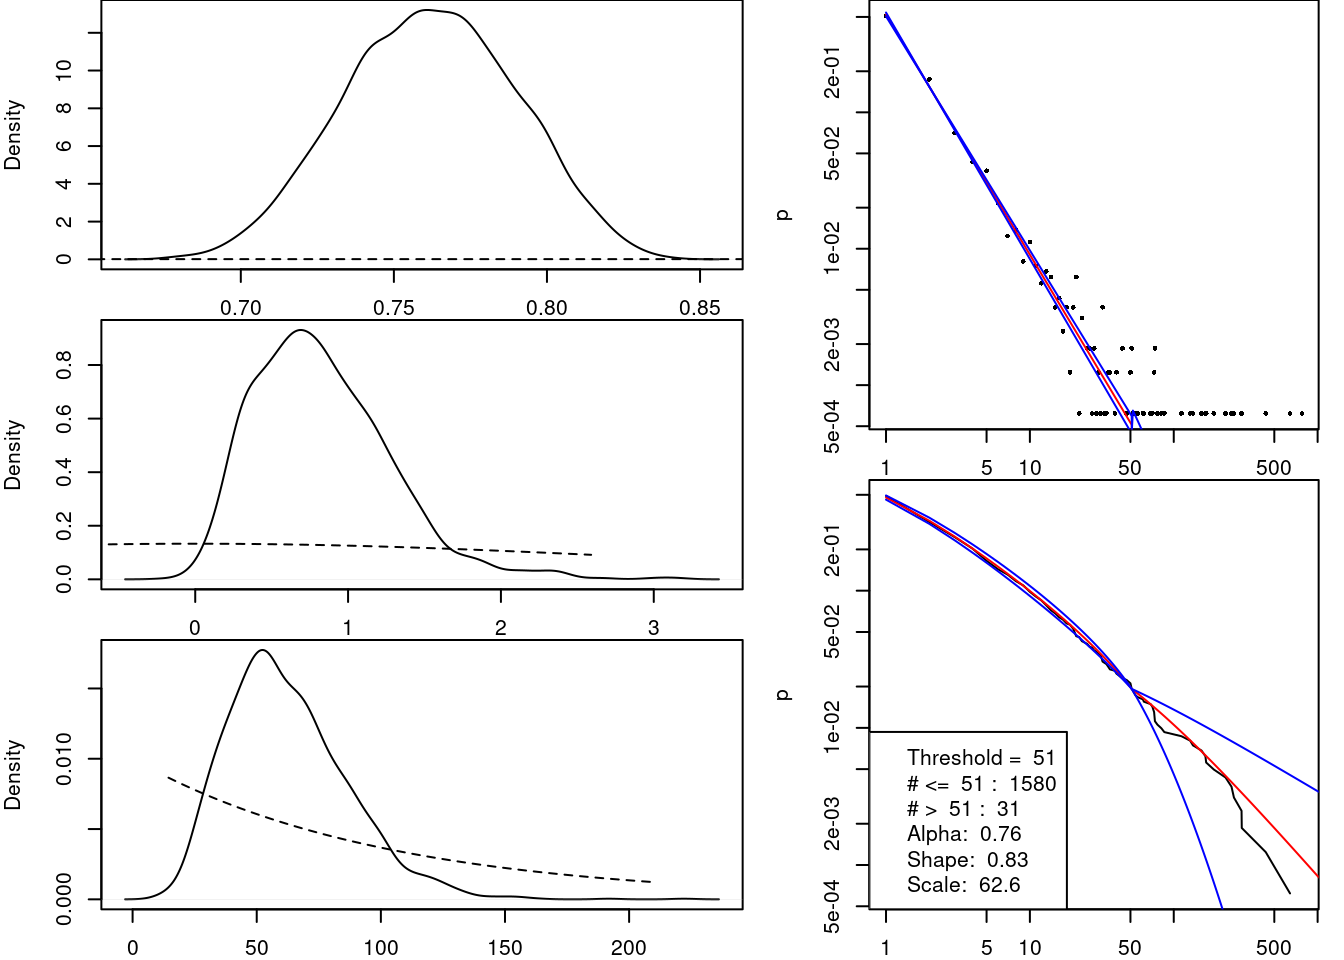 Density
0 2 4 6 8 10
0.70 0.75 0.80 0.85
Density
0.0 0.2 0.4 0.6 0.8
0 1 2 3
Density
0.000 0.010
0 50 100 150 200
p
5e-04 2e-03 1e-02 5e-02 2e-01
1 5 10 50 500
p
5e-04 2e-03 1e-02 5e-02 2e-01
Threshold = 51
# <= 51 : 1580
# > 51 : 31
Alpha: 0.76
Shape: 0.83
Scale: 62.6
1 5 10 50 500